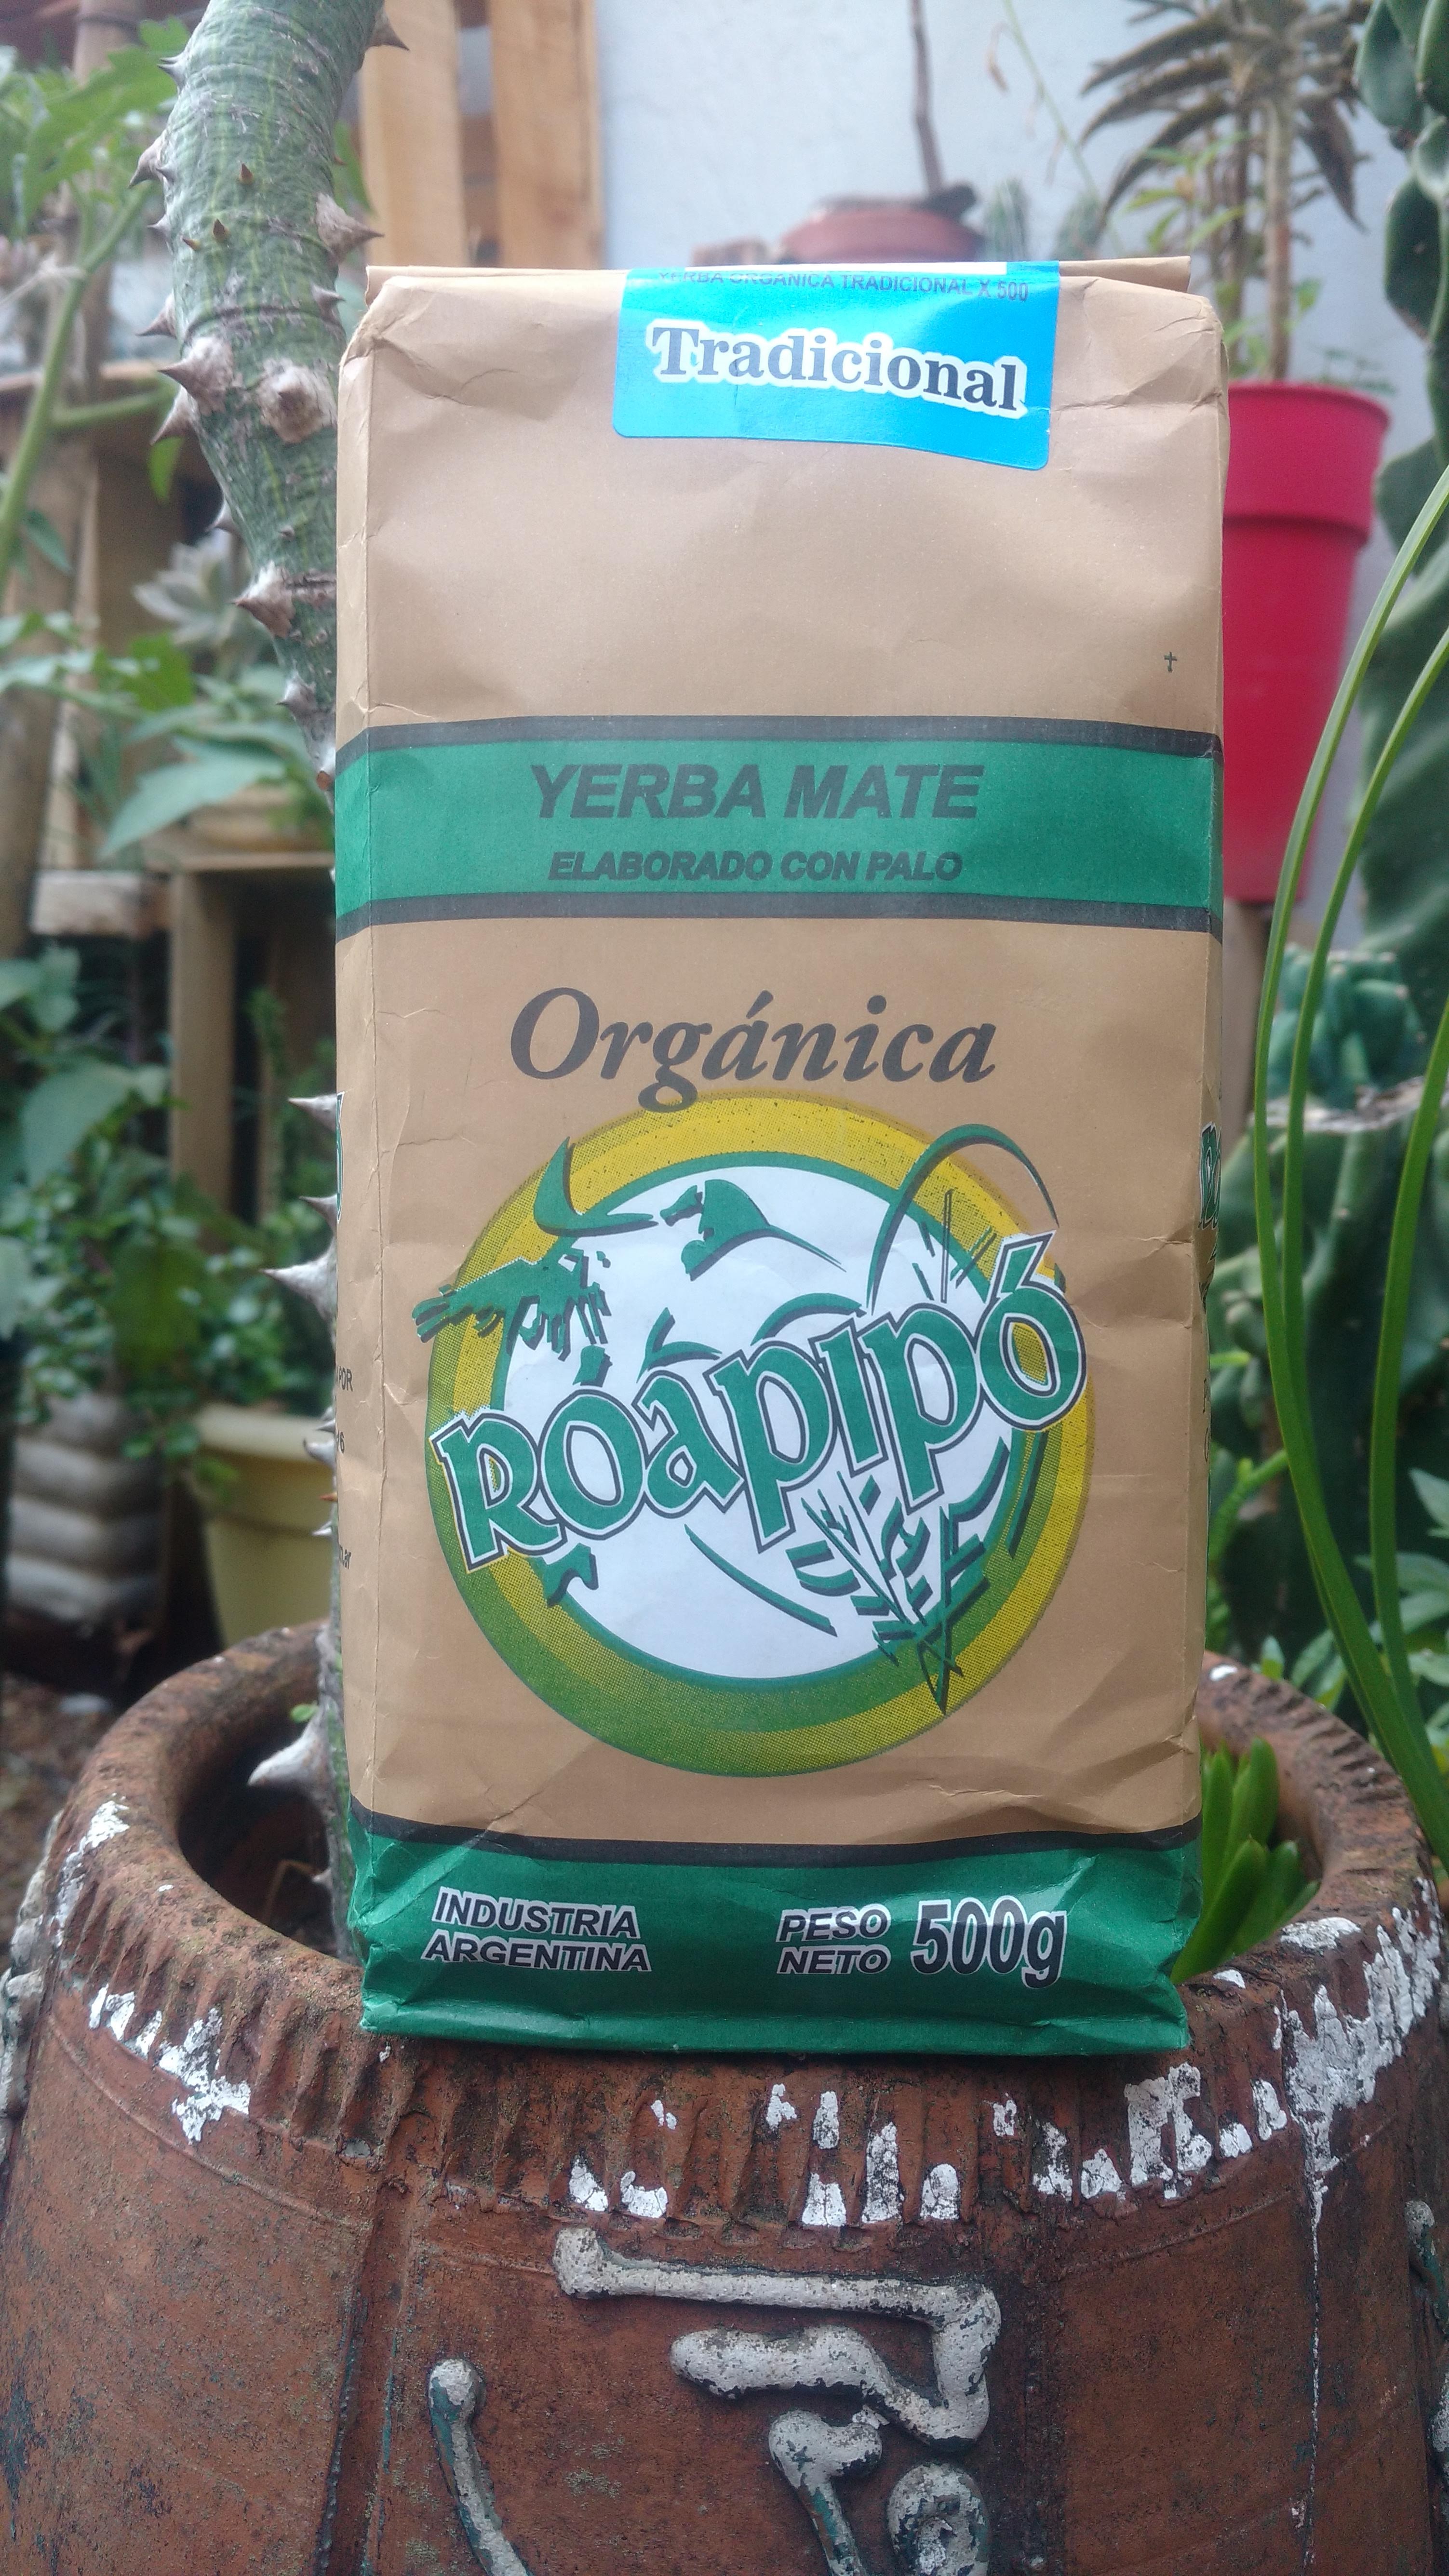 YERBA ORGANICA TRADICIONAL X 500
Tradicional
YERBA MATE
ELABORADO CON PALO
Orgánica
ROAPIPÓ
INDUSTRIA
ARGENTINA
PESO
NETO 500g